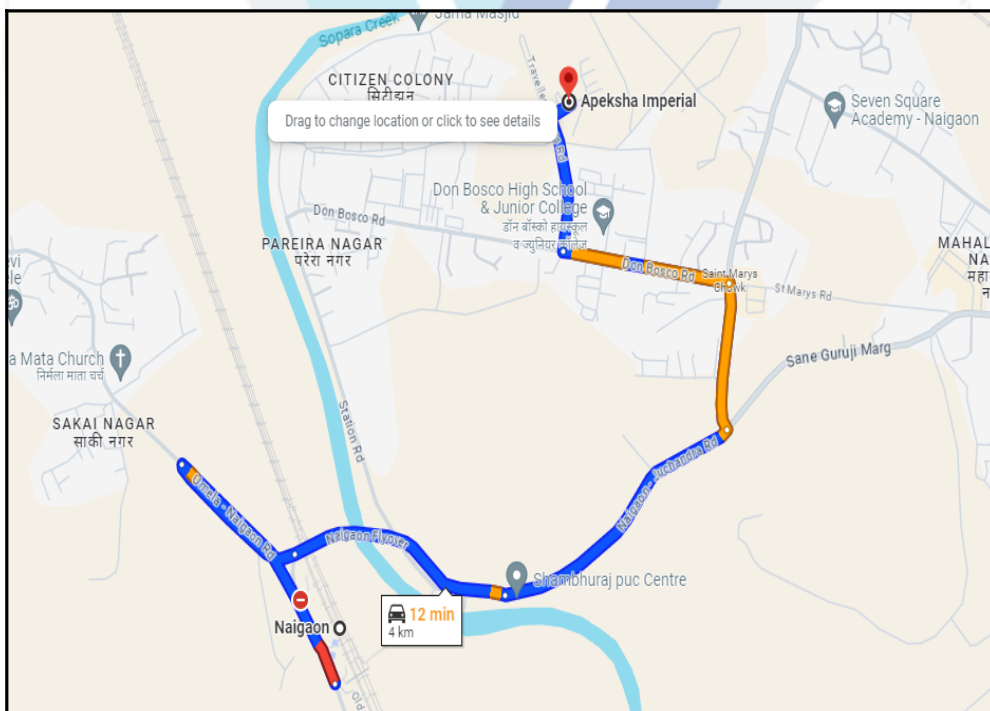 Jama Masjid
Sopara Creek
CITIZEN COLONY
सिटीझन
Apeksha Imperial
Drag to change location or click to see details
Seven Square
Academy - Naigaon
Rd
Don Bosco High School
& Junior College
डॉन बॉस्को हायस्कूल
व ज्युनियर कॉलेज
Don Bosco Rd
PAREIRA NAGAR
परेरा नगर
Don Bosco Rd
Saint Marys
Chowk
St Marys Rd
MAHAL
NA
महा
न
evi
ele
Sane Guruji Marg
a Mata Church
निर्मला माता चर्च
SAKAI NAGAR
साकी नगर
Station Rd
Umela - Naigaon Rd
Naigaon - Juchandra Rd
Naigaon Flyover
Shambhuraj puc Centre
12 min
4 km
Naigaon
Old